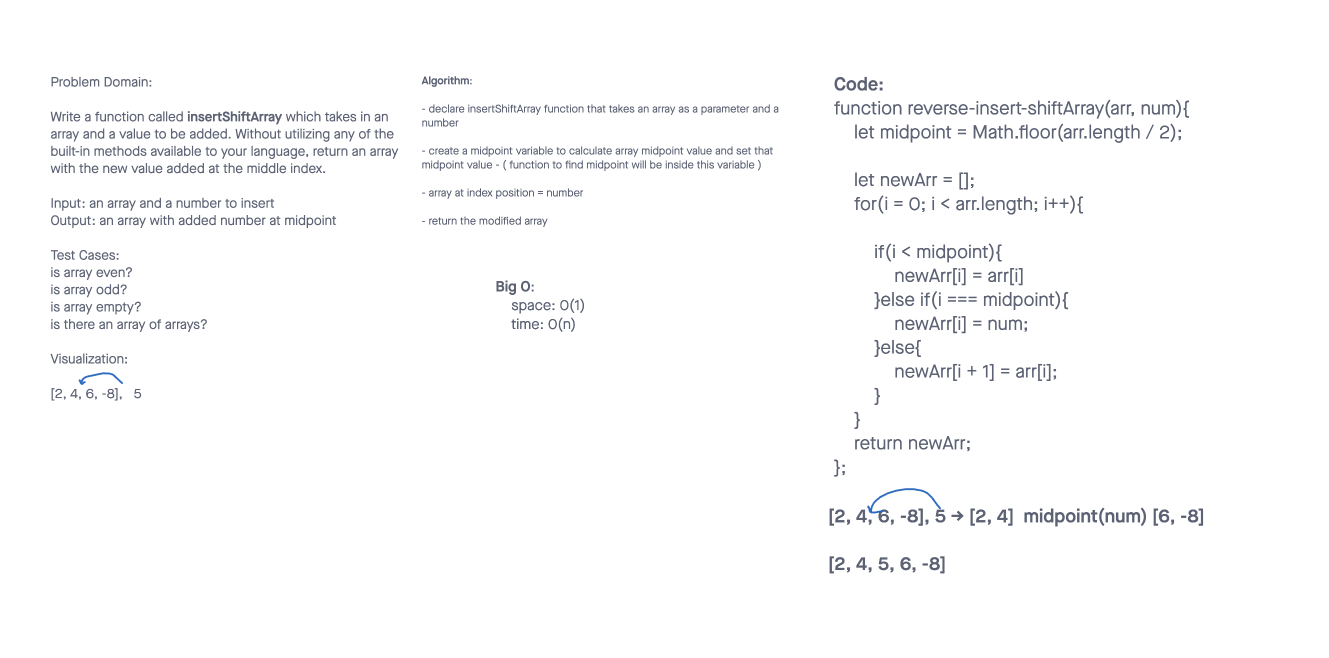 Problem Domain:
Write a function called insertShiftArray which takes in an
array and a value to be added. Without utilizing any of the
built-in methods available to your language, return an array
with the new value added at the middle index.
Input: an array and a number to insert
Output: an array with added number at midpoint
Test Cases:
is array even?
is array odd?
is array empty?
is there an array of arrays?
Visualization:
[2, 4, 6, -8],   5
Algorithm:
- declare insertShiftArray function that takes an array as a parameter and a
number
- create a midpoint variable to calculate array midpoint value and set that
midpoint value - ( function to find midpoint will be inside this variable )
- array at index position = number
- return the modified array
Big O:
space: O(1)
time: O(n)
Code:
function reverse-insert-shiftArray(arr, num){
let midpoint = Math.floor(arr.length / 2);
let newArr = [];
for(i = 0; i < arr.length; i++){
if(i < midpoint){
newArr[i] = arr[i]
}else if(i === midpoint){
newArr[i] = num;
}else{
newArr[i + 1] = arr[i];
}
}
return newArr;
};
[2, 4, 6, -8], 5 → [2, 4]  midpoint(num) [6, -8]
[2, 4, 5, 6, -8]